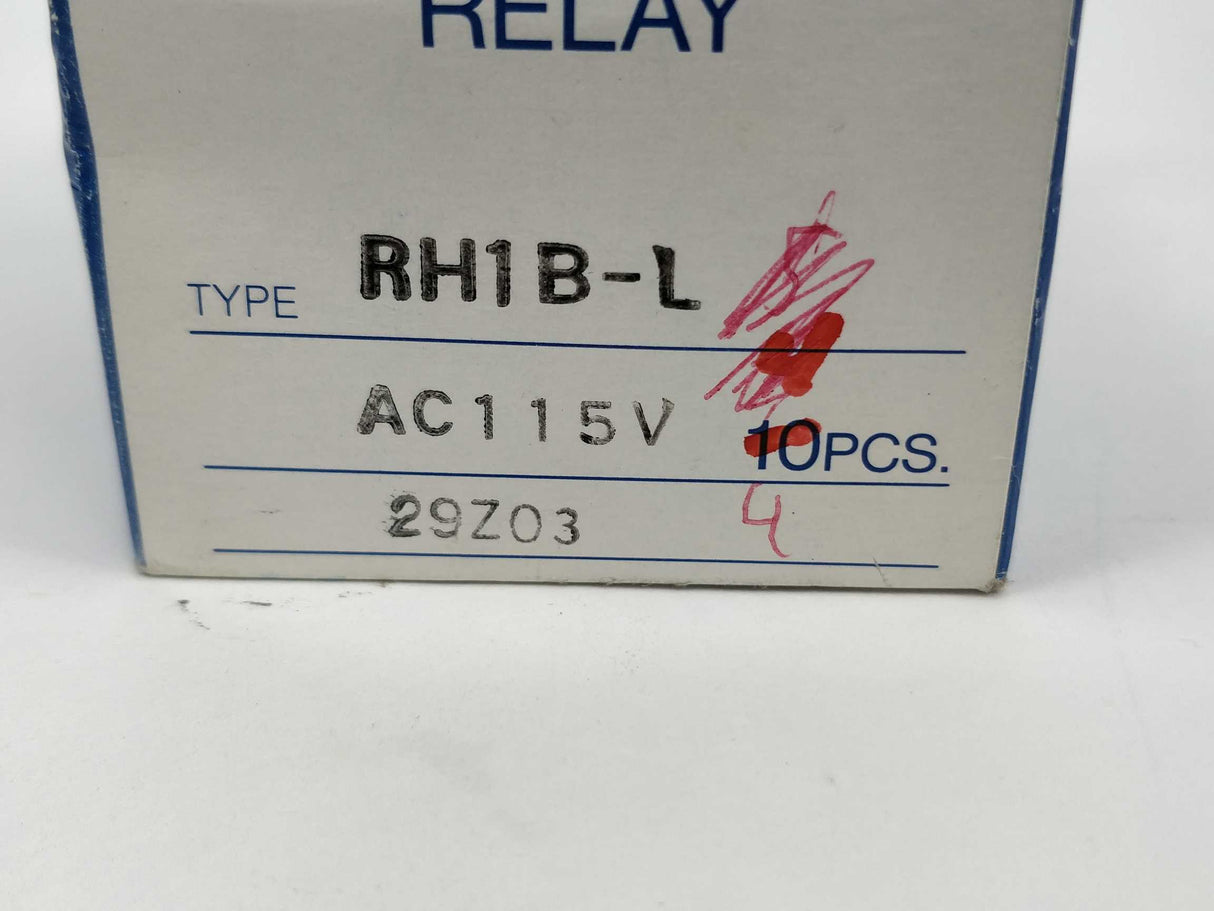 RELAY
TYPE RH1B-L
AC115V 10PCS.
29Z03 4